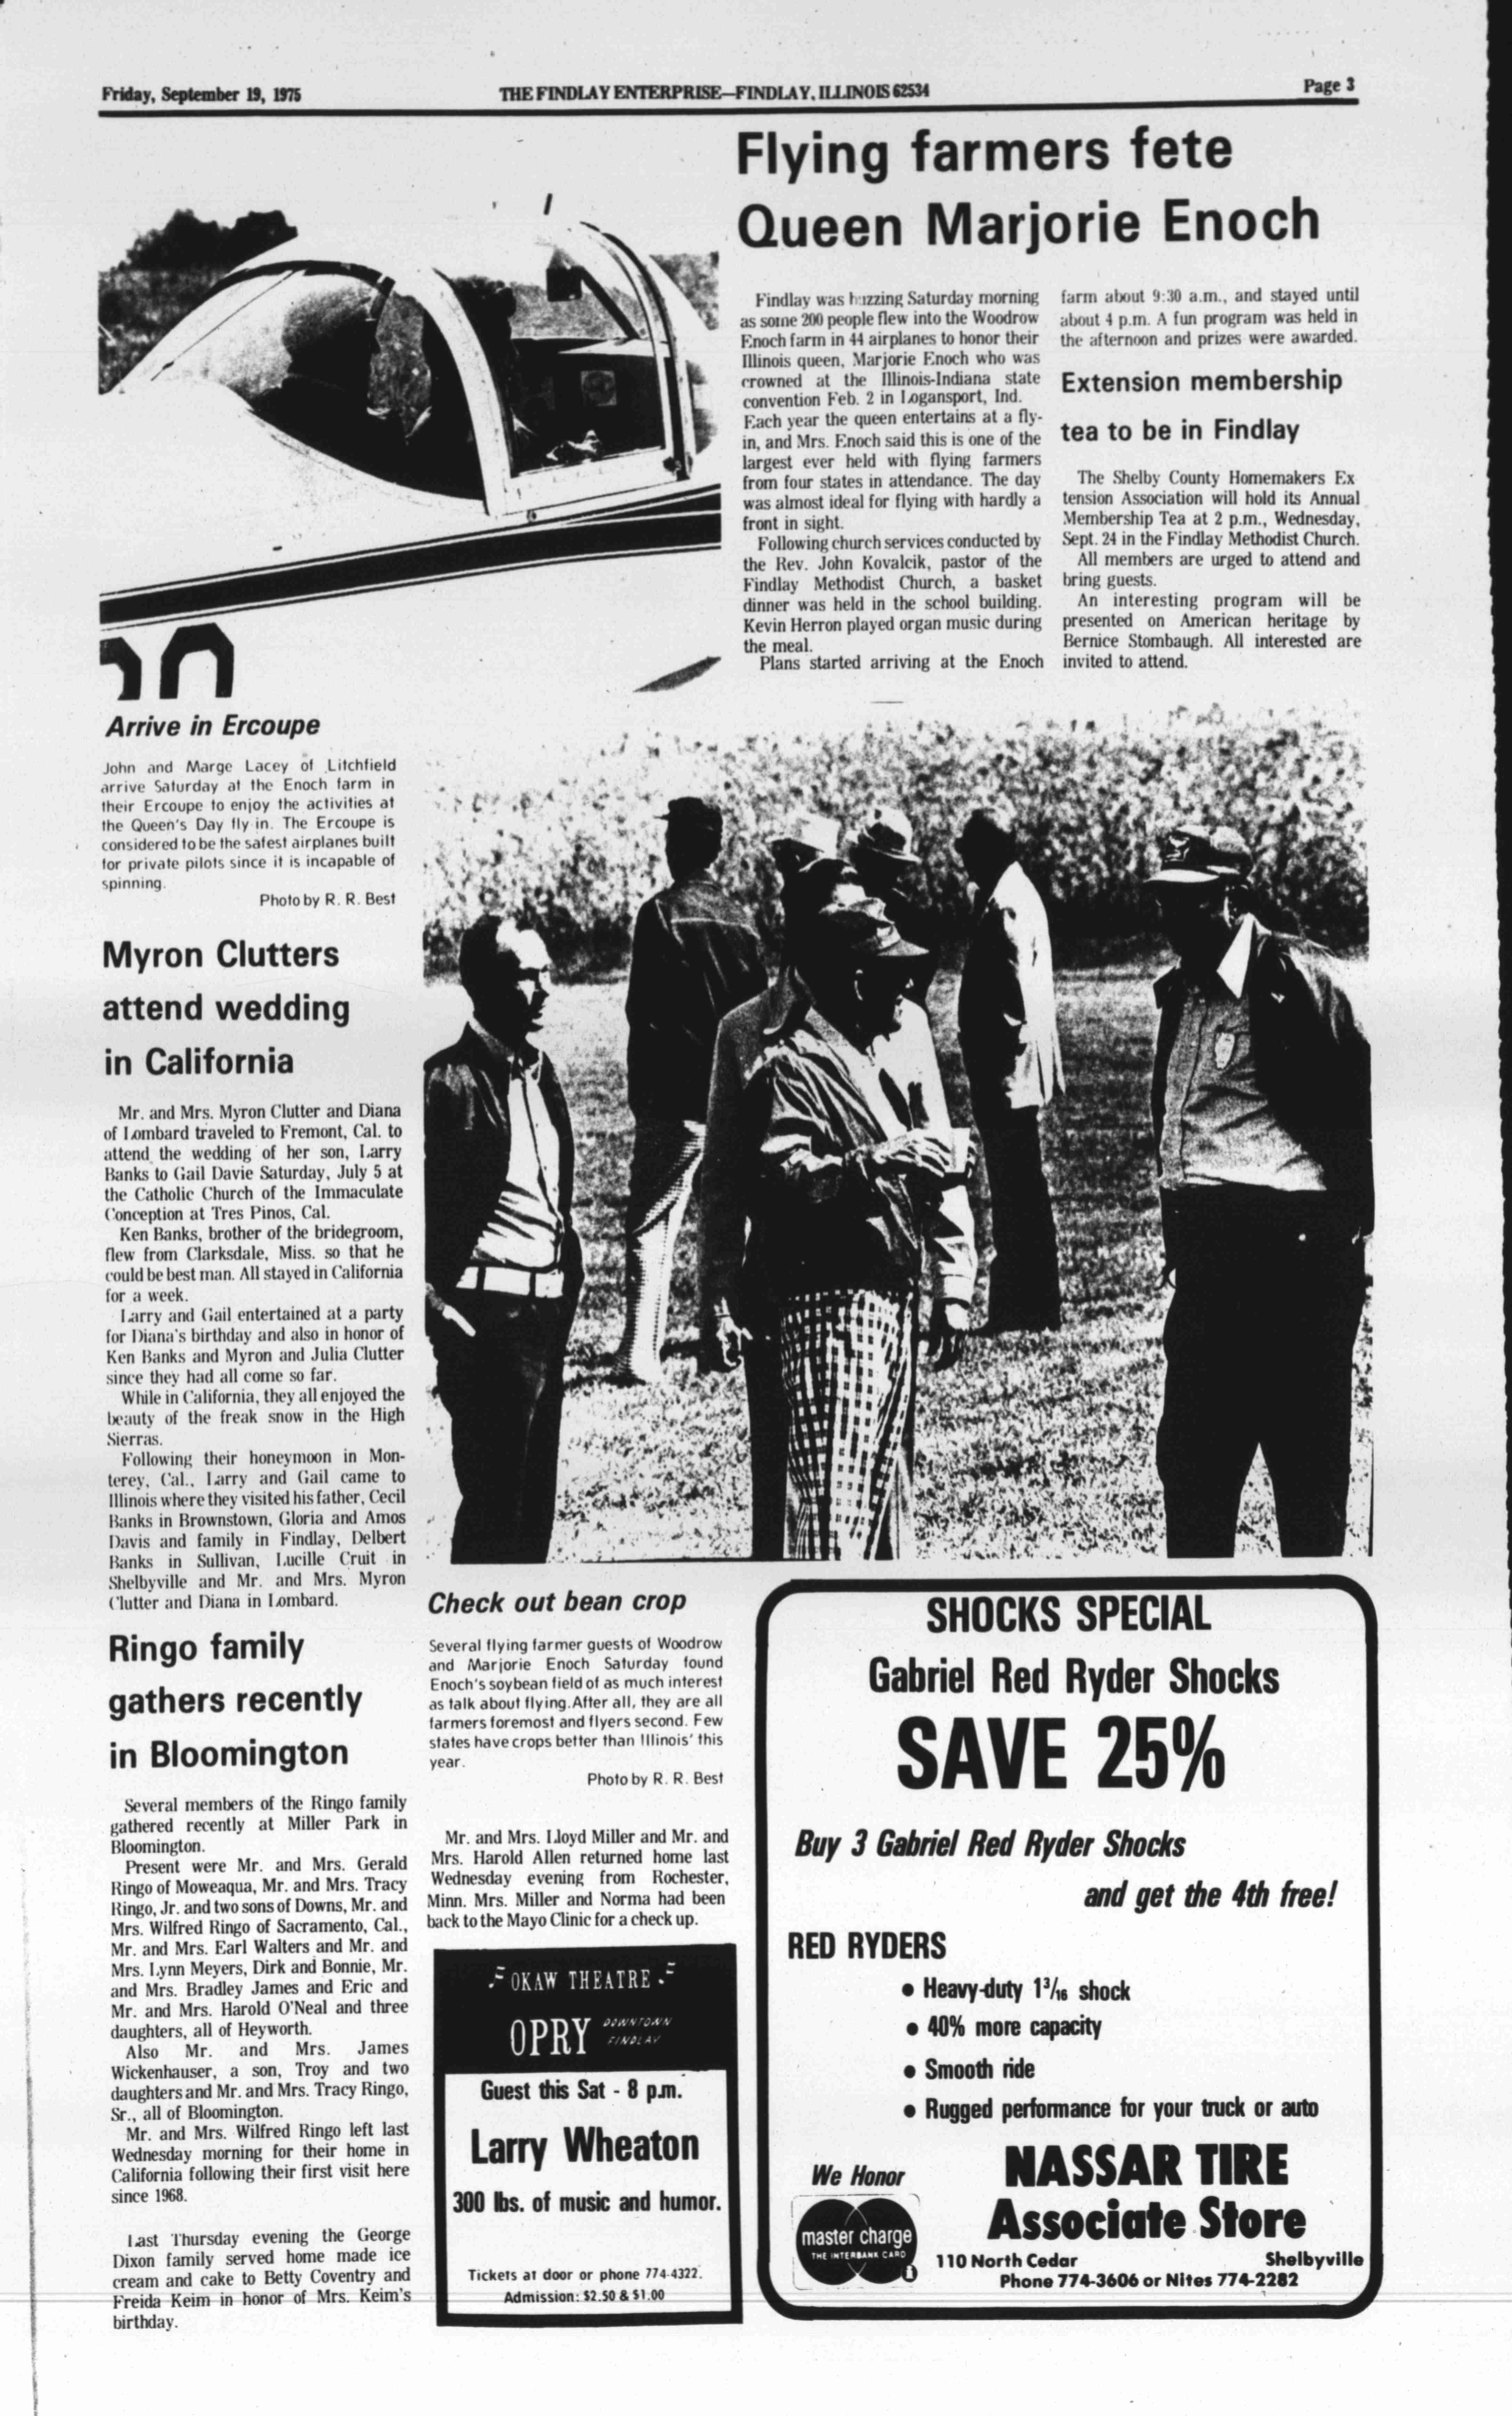 Friday, September 19, 1975
THE FINDLAY ENTERPRISE—FINDLAY, ILLINOIS 62534
Page 3
Flying farmers fete
Queen Marjorie Enoch
Findlay was buzzing Saturday morning
as some 200 people flew into the Woodrow
Enoch farm in 44 airplanes to honor their
Illinois queen, Marjorie Enoch who was
crowned at the Illinois-Indiana state
convention Feb. 2 in Logansport, Ind.
Each year the queen entertains at a fly-
in, and Mrs. Enoch said this is one of the
largest ever held with flying farmers
from four states in attendance. The day
was almost ideal for flying with hardly a
front in sight.
Following church services conducted by
the Rev. John Kovalcik, pastor of the
Findlay Methodist Church, a basket
dinner was held in the school building.
Kevin Herron played organ music during
the meal.
Plans started arriving at the Enoch
farm about 9:30 a.m., and stayed until
about 4 p.m. A fun program was held in
the afternoon and prizes were awarded.
Extension membership
tea to be in Findlay
The Shelby County Homemakers Ex
tension Association will hold its Annual
Membership Tea at 2 p.m., Wednesday,
Sept. 24 in the Findlay Methodist Church.
All members are urged to attend and
bring guests.
An interesting program will be
presented on American heritage by
Bernice Stombaugh. All interested are
invited to attend.
Arrive in Ercoupe
John and Marge Lacey of Litchfield
arrive Saturday at the Enoch farm in
their Ercoupe to enjoy the activities at
the Queen's Day fly in. The Ercoupe is
considered to be the safest airplanes built
for private pilots since it is incapable of
spinning.
Photo by R. R. Best
Myron Clutters
attend wedding
in California
Mr. and Mrs. Myron Clutter and Diana
of Lombard traveled to Fremont, Cal. to
attend the wedding of her son, Larry
Banks to Gail Davie Saturday, July 5 at
the Catholic Church of the Immaculate
Conception at Tres Pinos, Cal.
Ken Banks, brother of the bridegroom,
flew from Clarksdale, Miss. so that he
could be best man. All stayed in California
for a week.
Larry and Gail entertained at a party
for Diana's birthday and also in honor of
Ken Banks and Myron and Julia Clutter
since they had all come so far.
While in California, they all enjoyed the
beauty of the freak snow in the High
Sierras.
Following their honeymoon in Mon-
terey, Cal., Larry and Gail came to
Illinois where they visited his father, Cecil
Banks in Brownstown, Gloria and Amos
Davis and family in Findlay, Delbert
Banks in Sullivan, Lucille Cruit in
Shelbyville and Mr. and Mrs. Myron
Clutter and Diana in Lombard.
Ringo family
gathers recently
in Bloomington
Several members of the Ringo family
gathered recently at Miller Park in
Bloomington.
Present were Mr. and Mrs. Gerald
Ringo of Moweaqua, Mr. and Mrs. Tracy
Ringo, Jr. and two sons of Downs, Mr. and
Mrs. Wilfred Ringo of Sacramento, Cal.,
Mr. and Mrs. Earl Walters and Mr. and
Mrs. Lynn Meyers, Dirk and Bonnie, Mr.
and Mrs. Bradley James and Eric and
Mr. and Mrs. Harold O'Neal and three
daughters, all of Heyworth.
Also Mr. and Mrs. James
Wickenhauser, a son, Troy and two
daughters and Mr. and Mrs. Tracy Ringo,
Sr., all of Bloomington.
Mr. and Mrs. Wilfred Ringo left last
Wednesday morning for their home in
California following their first visit here
since 1968.
Last Thursday evening the George
Dixon family served home made ice
cream and cake to Betty Coventry and
Freida Keim in honor of Mrs. Keim's
birthday.
Check out bean crop
Several flying farmer guests of Woodrow
and Marjorie Enoch Saturday found
Enoch's soybean field of as much interest
as talk about flying. After all, they are all
farmers foremost and flyers second. Few
states have crops better than Illinois' this
year.
Photo by R. R. Best
Mr. and Mrs. Lloyd Miller and Mr. and
Mrs. Harold Allen returned home last
Wednesday evening from Rochester,
Minn. Mrs. Miller and Norma had been
back to the Mayo Clinic for a check up.
OKAW THEATRE
OPRY
DOWNTOWN
FINDLAY
Guest this Sat - 8 p.m.
Larry Wheaton
300 lbs. of music and humor.
Tickets at door or phone 774-4322.
Admission: $2.50 & $1.00
SHOCKS SPECIAL
Gabriel Red Ryder Shocks
SAVE 25%
Buy 3 Gabriel Red Ryder Shocks
and get the 4th free!
RED RYDERS
• Heavy-duty 1 3/16 shock
• 40% more capacity
• Smooth ride
• Rugged performance for your truck or auto
We Honor
master charge
THE INTERBANK CARD
i
NASSAR TIRE
Associate Store
110 North Cedar Shelbyville
Phone 774-3606 or Nites 774-2282